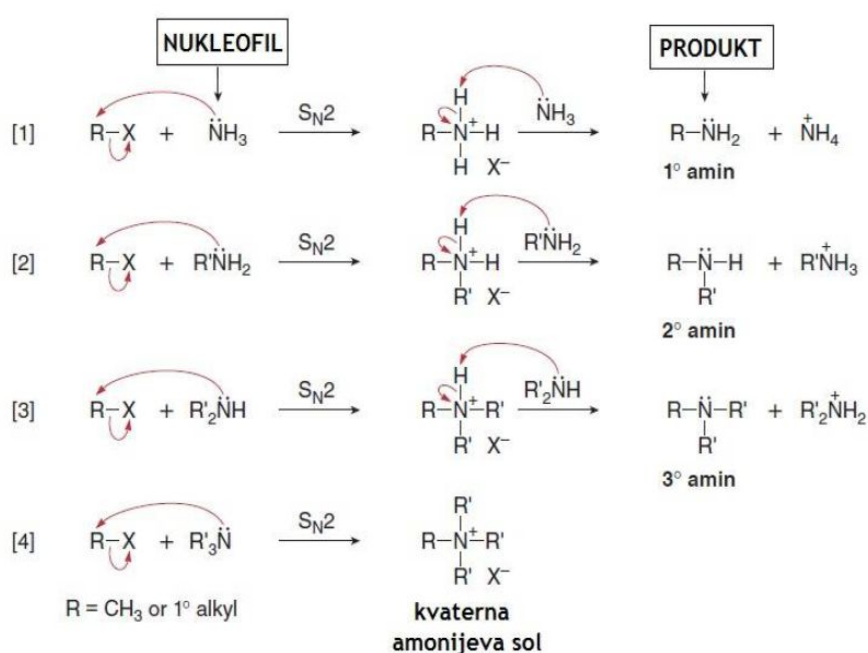 NUKLEOFIL
PRODUKT
[1] R–X + N̈H₃ Sₙ2 H R–N⁺–H H X⁻ N̈H₃ R–N̈H₂ + N⁺H₄
1° amin
[2] R–X + R'N̈H₂ Sₙ2 H R–N⁺–H R' X⁻ R'N̈H₂ R–N̈–H R' + R'N⁺H₃
2° amin
[3] R–X + R'₂N̈H Sₙ2 H R–N⁺–R' R' X⁻ R'₂N̈H R–N̈–R' R' + R'₂N⁺H₂
3° amin
[4] R–X + R'₃N̈ Sₙ2 R' R–N⁺–R' R' X⁻
R = CH₃ or 1° alkyl
kvaterna
amonijeva sol